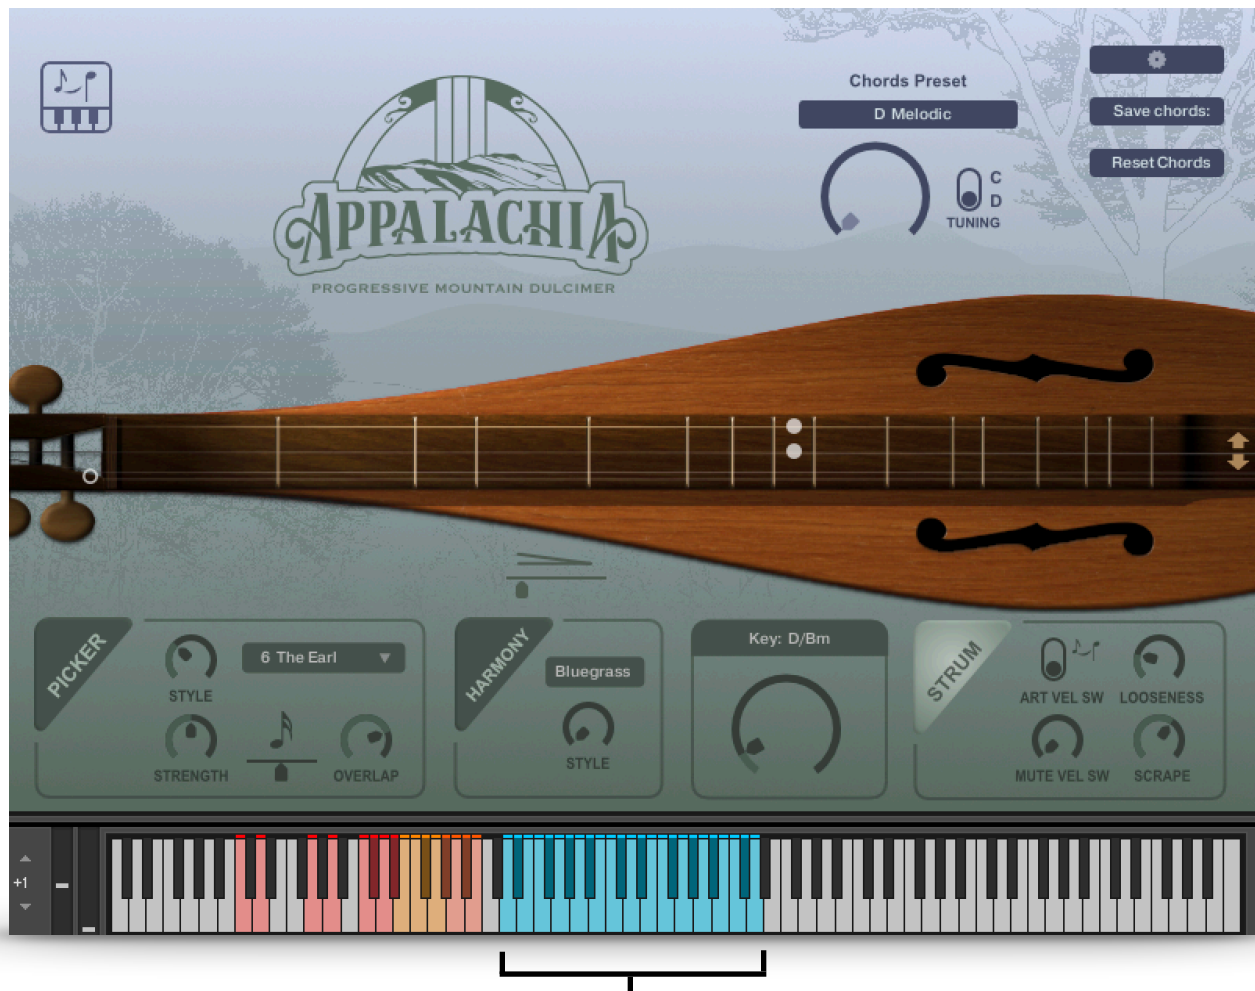 Chords Preset
D Melodic
Save chords:
Reset Chords
C
D
TUNING
APPALACHIA
PROGRESSIVE MOUNTAIN DULCIMER
PICKER
STYLE
6 The Earl
STRENGTH
OVERLAP
HARMONY
Bluegrass
STYLE
Key: D/Bm
STRUM
ART VEL SW
LOOSENESS
MUTE VEL SW
SCRAPE
+1